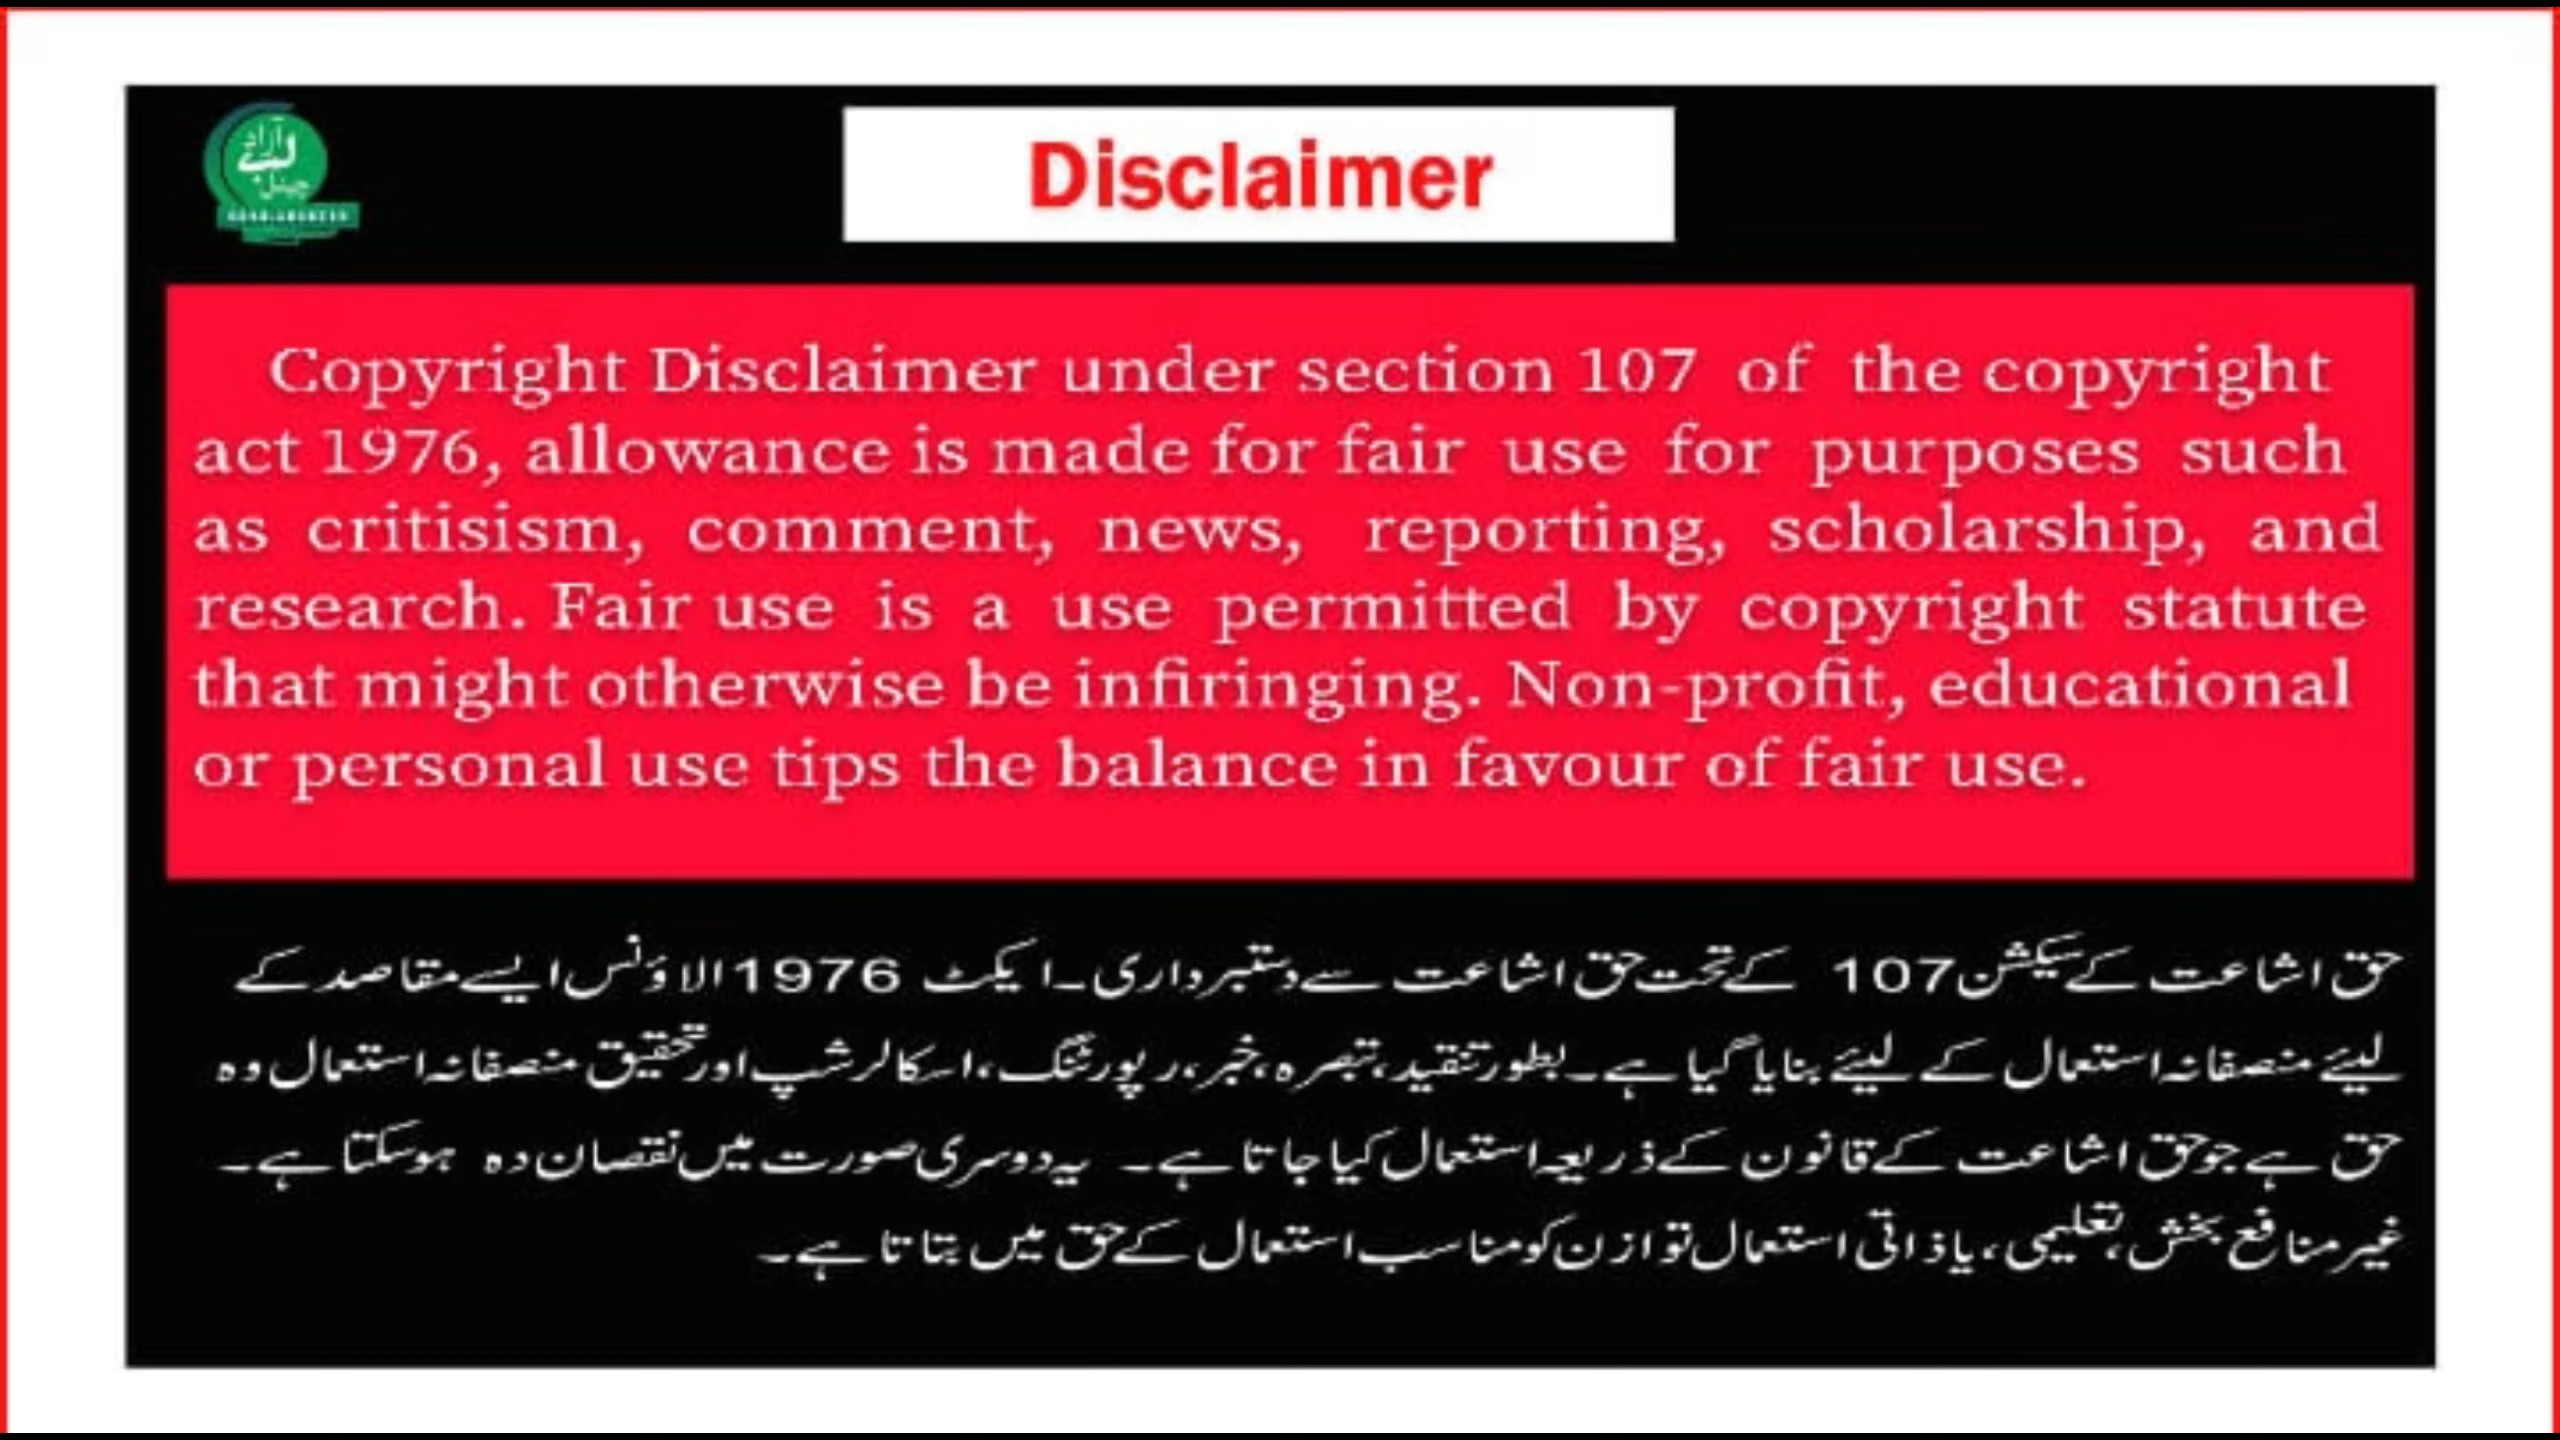 آزاد
لب
چینل
Disclaimer
Copyright Disclaimer under section 107 of the copyright
act 1976, allowance is made for fair use for purposes such
as critisism, comment, news, reporting, scholarship, and
research. Fair use is a use permitted by copyright statute
that might otherwise be infiringing. Non-profit, educational
or personal use tips the balance in favour of fair use.
حق اشاعت کے سیکشن 107 کے تحت حق اشاعت سے دستبرداری۔ ایکٹ 1976 الاؤنس ایسے مقاصد کے
لیئے منصفانہ استعمال کے لیئے بنایا گیا ہے۔ بطور تنقید، تبصرہ، خبر، رپورٹنگ، اسکالرشپ اور تحقیق منصفانہ استعمال وہ
حق ہے جو حق اشاعت کے قانون کے ذریعہ استعمال کیا جاتا ہے۔ یہ دوسری صورت میں نقصان دہ ہوسکتا ہے۔
غیر منافع بخش، تعلیمی، یا ذاتی استعمال توازن کو مناسب استعمال کے حق میں بتاتا ہے۔